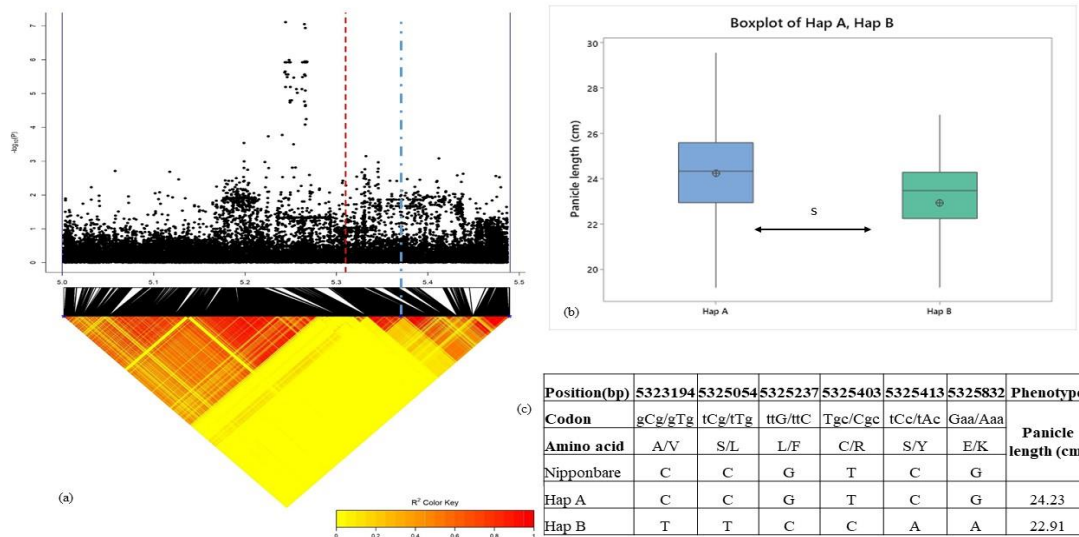 7
6
5
4
3
2
1
0
-log10(P)
5.0 5.1 5.2 5.3 5.4 5.5
(a)
R² Color Key
0 0.2 0.4 0.6 0.8 1
Boxplot of Hap A, Hap B
30
28
26
24
22
20
Panicle length (cm)
S
Hap A Hap B
(b)
(c)
Position(bp) 5323194 5325054 5325237 5325403 5325413 5325832 Phenotype
Codon gCg/gTg tCg/tTg ttG/ttC Tgc/Cgc tCc/tAc Gaa/Aaa Panicle
Amino acid A/V S/L L/F C/R S/Y E/K length (cm
Nipponbare C C G T C G
Hap A C C G T C G 24.23
Hap B T T C C A A 22.91